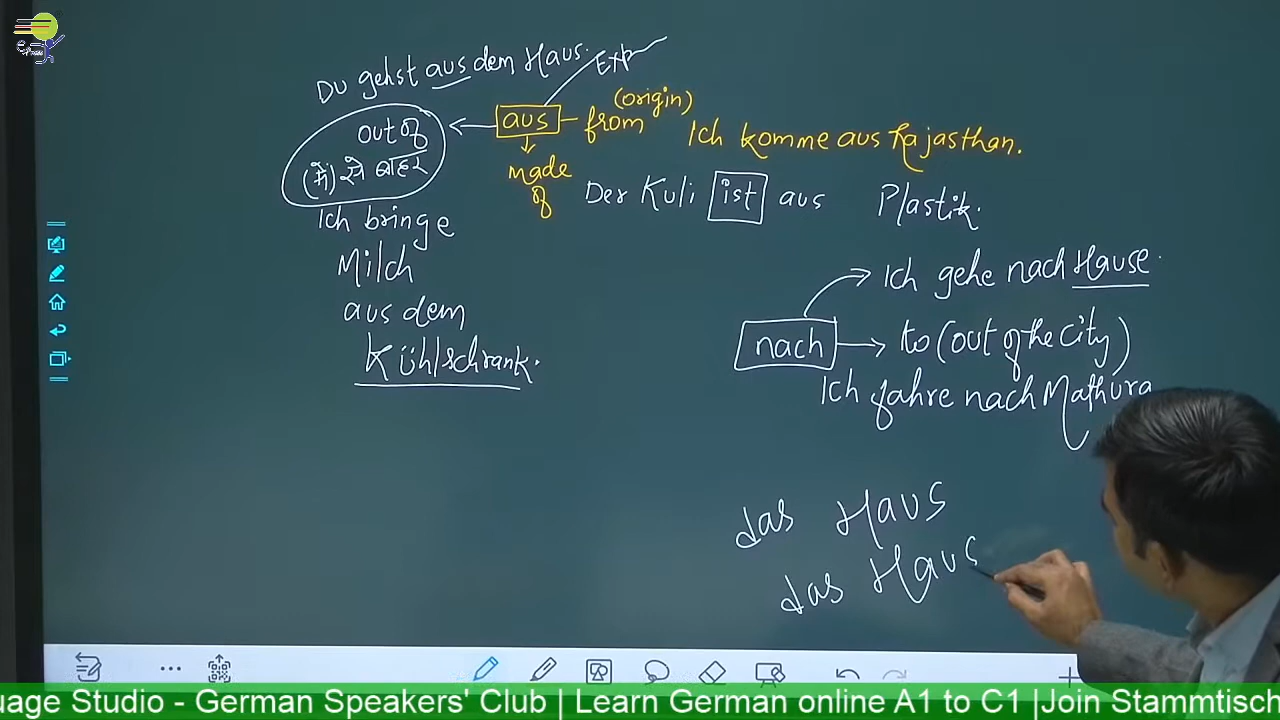 Du gehst aus dem Haus.
Exp
out of
(में) से बाहर
aus
from
(origin)
Ich komme aus Rajasthan.
made
of
Der Kuli ist aus Plastik.
Ich bringe
Milch
aus dem
Kühlschrank.
Ich gehe nach Hause.
nach
to (out of the city)
Ich fahre nach Mathura
das Haus
das Haus
uage Studio - German Speakers' Club | Learn German online A1 to C1 |Join Stammtisch